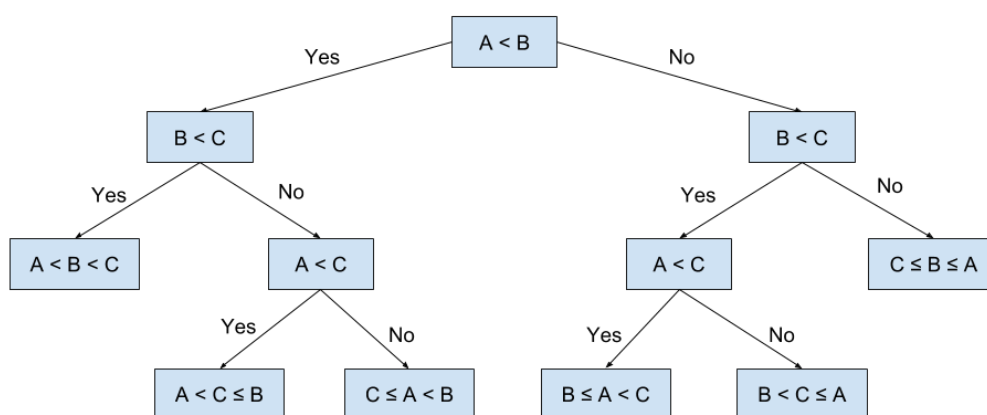 A < B
Yes
No
B < C
B < C
Yes
No
Yes
No
A < B < C
A < C
A < C
C ≤ B ≤ A
Yes
No
Yes
No
A < C ≤ B
C ≤ A < B
B ≤ A < C
B < C ≤ A